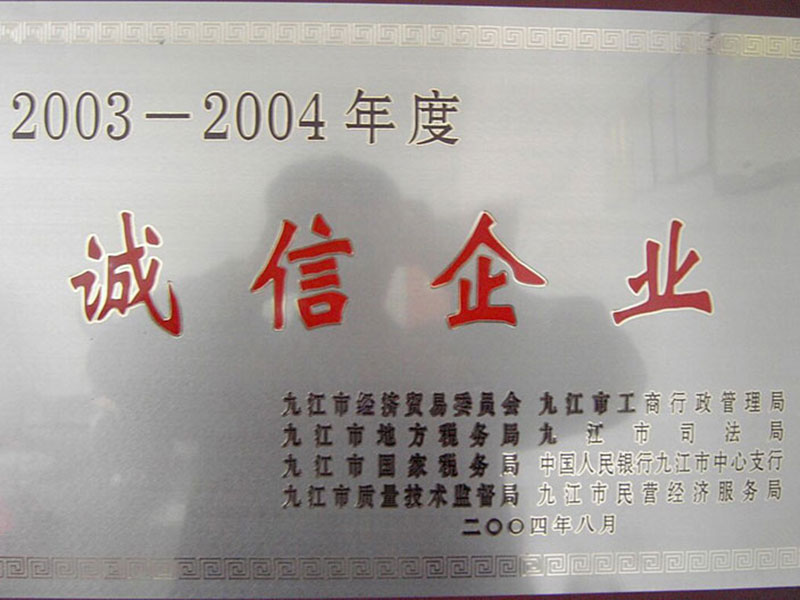 2003－2004年度
诚信企业
九江市经济贸易委员会 九江市工商行政管理局
九江市地方税务局 九江市司法局
九江市国家税务局 中国人民银行九江市中心支行
九江市质量技术监督局 九江市民营经济服务局
二〇〇四年八月